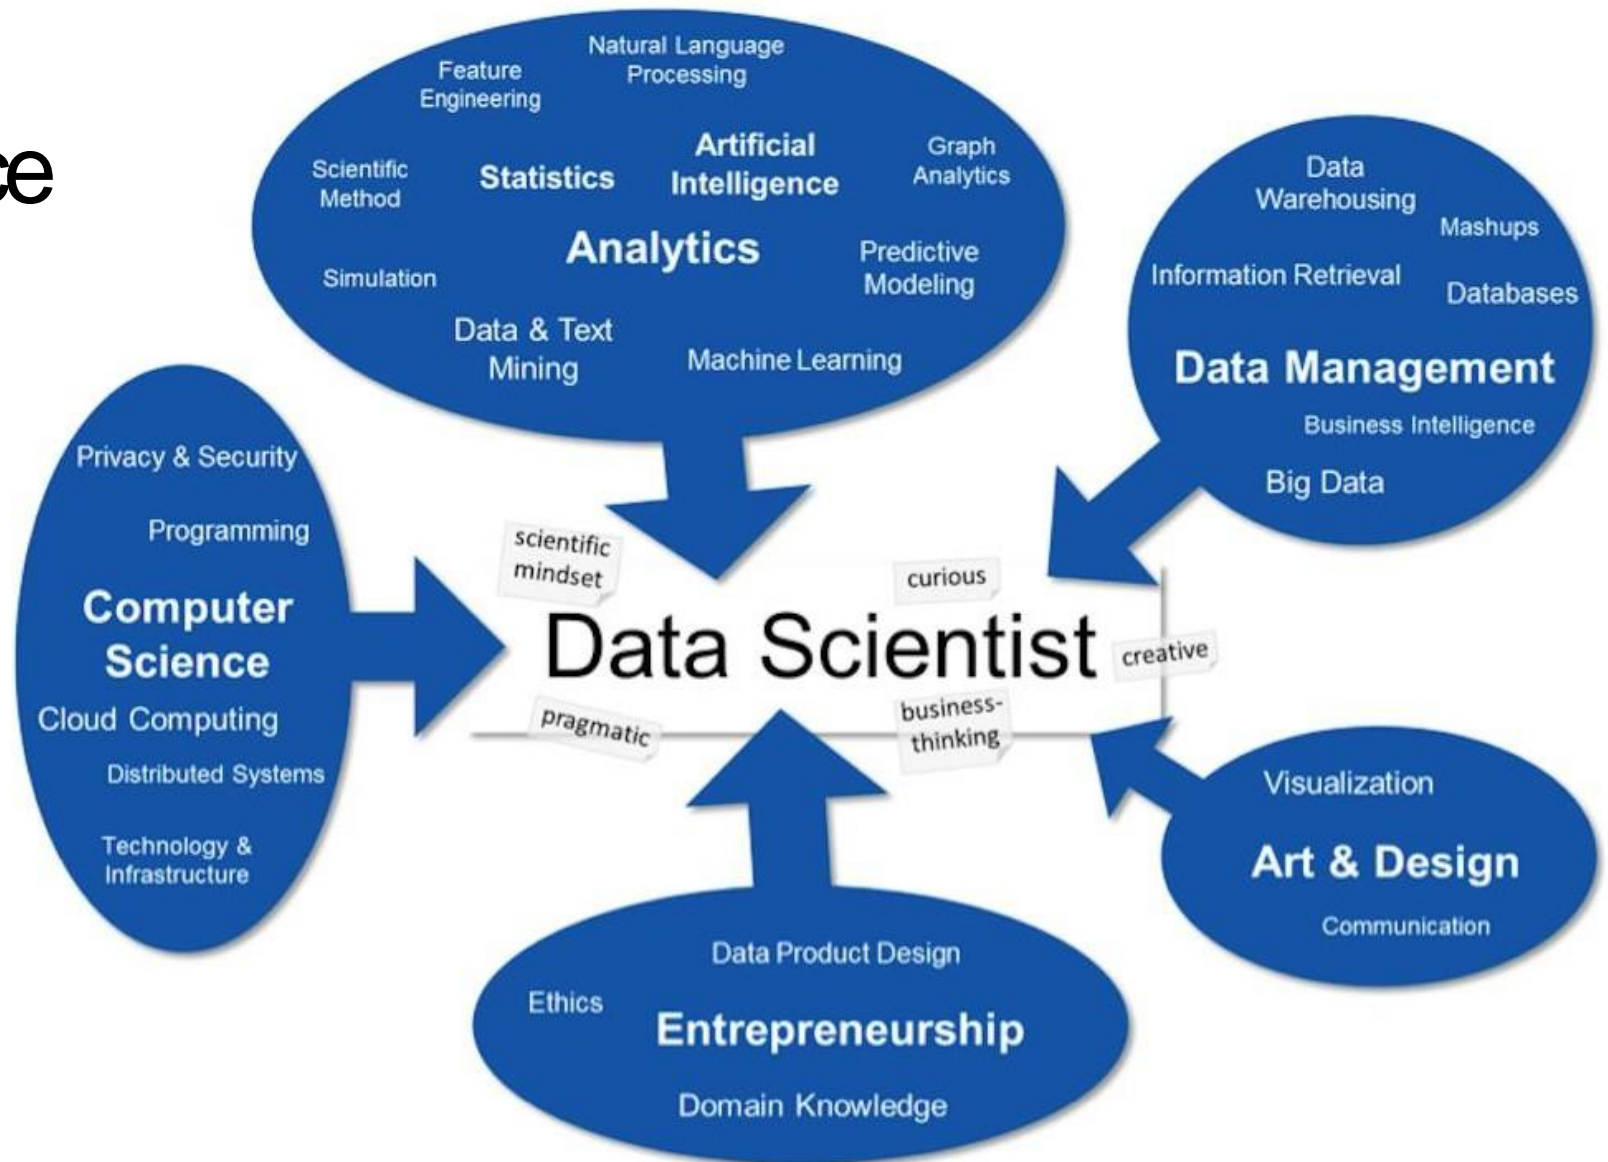 ce
Natural Language
Processing
Feature
Engineering
Artificial
Intelligence
Graph
Analytics
Scientific
Method
Statistics
Analytics
Predictive
Modeling
Simulation
Data & Text
Mining
Machine Learning
Data
Warehousing
Mashups
Information Retrieval
Databases
Data Management
Business Intelligence
Big Data
Privacy & Security
Programming
Computer
Science
Cloud Computing
Distributed Systems
Technology &
Infrastructure
scientific
mindset
curious
Data Scientist
creative
pragmatic
business-
thinking
Visualization
Art & Design
Communication
Data Product Design
Ethics
Entrepreneurship
Domain Knowledge